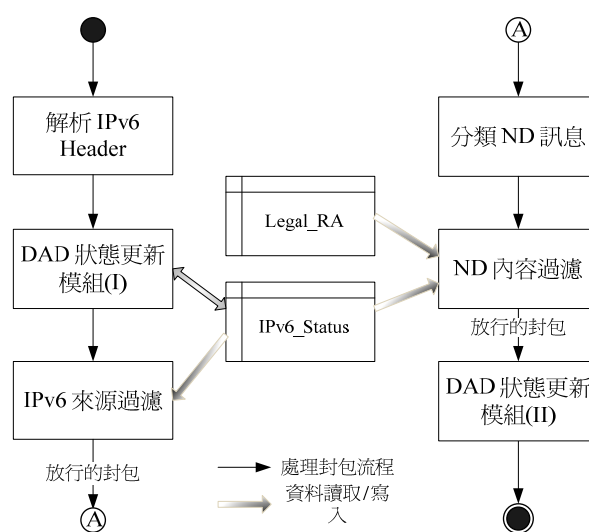 解析 IPv6
Header
DAD 狀態更新
模組(I)
IPv6 來源過濾
放行的封包
A
Legal_RA
IPv6_Status
A
分類 ND 訊息
ND 內容過濾
放行的封包
DAD 狀態更新
模組(II)
處理封包流程
資料讀取/寫
入